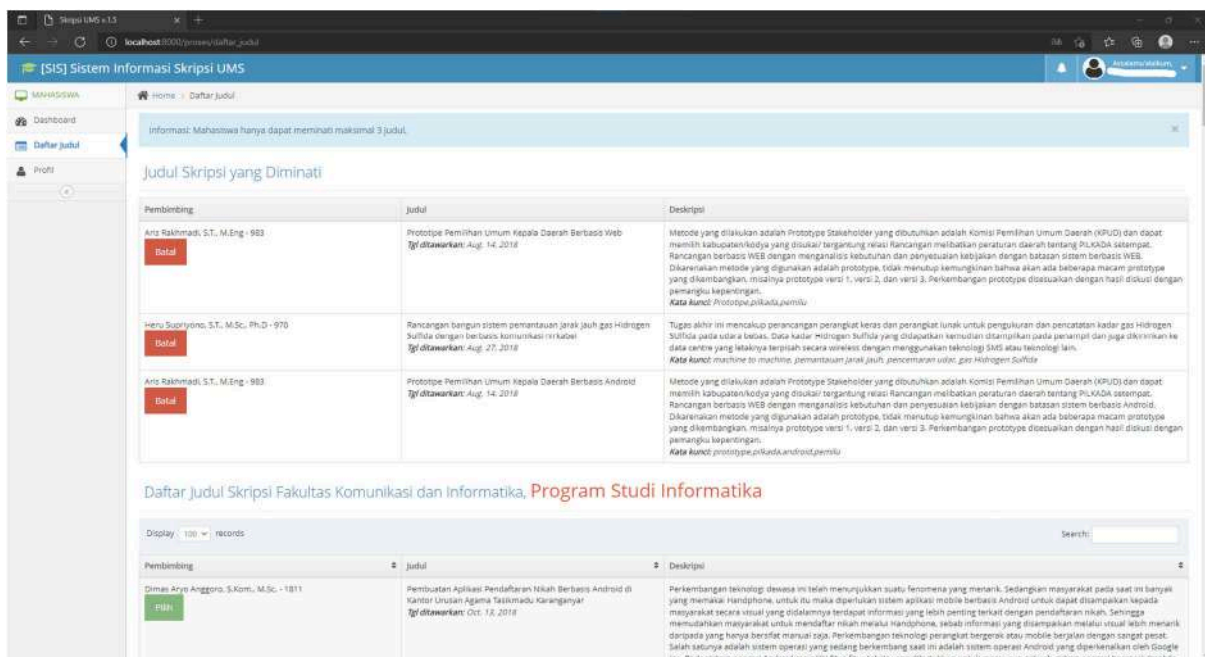 Skripsi UMS v.1.5
localhost:8000/proses/daftar_judul
[SIS] Sistem Informasi Skripsi UMS
Assalamu'alaikum,
MAHASISWA
Home > Daftar Judul
Dashboard
Daftar Judul
Profil
Informasi: Mahasiswa hanya dapat meminati maksimal 3 judul.
Judul Skripsi yang Diminati
Pembimbing Judul Deskripsi
Aris Rakhmadi, S.T., M.Eng - 983
Batal
Prototipe Pemilihan Umum Kepala Daerah Berbasis Web
Tgl ditawarkan: Aug. 14, 2018
Metode yang dilakukan adalah Prototype Stakeholder yang dibutuhkan adalah Komisi Pemilihan Umum Daerah (KPUD) dan dapat
memilih kabupaten/kodya yang disukai/ tergantung relasi Rancangan melibatkan peraturan daerah tentang PILKADA setempat.
Rancangan berbasis WEB dengan menganalisis kebutuhan dan penyesuaian kebijakan dengan batasan sistem berbasis WEB.
Dikarenakan metode yang digunakan adalah prototype, tidak menutup kemungkinan bahwa akan ada beberapa macam prototype
yang dikembangkan, misalnya prototype versi 1, versi 2, dan versi 3. Perkembangan prototype disesuaikan dengan hasil diskusi dengan
pemangku kepentingan.
Kata kunci: Prototipe,pilkada,pemilu
Heru Supriyono, S.T., M.Sc., Ph.D - 970
Batal
Rancangan bangun sistem pemantauan jarak jauh gas Hidrogen
Sulfida dengan berbasis komunikasi nirkabel
Tgl ditawarkan: Aug. 27, 2018
Tugas akhir ini mencakup perancangan perangkat keras dan perangkat lunak untuk pengukuran dan pencatatan kadar gas Hidrogen
Sulfida pada udara bebas. Data kadar Hidrogen Sulfida yang didapatkan kemudian ditampilkan pada penampil dan juga dikirimkan ke
data centre yang letaknya terpisah secara wireless dengan menggunakan teknologi SMS atau teknologi lain.
Kata kunci: machine to machine, pemantauan jarak jauh, pencemaran udar, gas Hidrogen Sulfida
Aris Rakhmadi, S.T., M.Eng - 983
Batal
Prototipe Pemilihan Umum Kepala Daerah Berbasis Android
Tgl ditawarkan: Aug. 14, 2018
Metode yang dilakukan adalah Prototype Stakeholder yang dibutuhkan adalah Komisi Pemilihan Umum Daerah (KPUD) dan dapat
memilih kabupaten/kodya yang disukai/ tergantung relasi Rancangan melibatkan peraturan daerah tentang PILKADA setempat.
Rancangan berbasis WEB dengan menganalisis kebutuhan dan penyesuaian kebijakan dengan batasan sistem berbasis Android.
Dikarenakan metode yang digunakan adalah prototype, tidak menutup kemungkinan bahwa akan ada beberapa macam prototype
yang dikembangkan, misalnya prototype versi 1, versi 2, dan versi 3. Perkembangan prototype disesuaikan dengan hasil diskusi dengan
pemangku kepentingan.
Kata kunci: prototype,pilkada,android,pemilu
Daftar Judul Skripsi Fakultas Komunikasi dan Informatika, Program Studi Informatika
Display 100 records Search:
Pembimbing Judul Deskripsi
Dimas Aryo Anggoro, S.Kom., M.Sc. - 1811
Pilih
Pembuatan Aplikasi Pendaftaran Nikah Berbasis Android di
Kantor Urusan Agama Tasikmadu Karanganyar
Tgl ditawarkan: Oct. 13, 2018
Perkembangan teknologi dewasa ini telah menunjukkan suatu fenomena yang menarik. Sedangkan masyarakat pada saat ini banyak
yang memakai Handphone, untuk itu maka diperlukan sistem aplikasi mobile berbasis Android untuk dapat disampaikan kepada
masyarakat secara visual yang didalamnya terdapat informasi yang lebih penting terkait dengan pendaftaran nikah. Sehingga
memudahkan masyarakat untuk mendaftar nikah melalui Handphone, sebab informasi yang disampaikan melalui visual lebih menarik
daripada yang hanya bersifat manual saja. Perkembangan teknologi perangkat bergerak atau mobile berjalan dengan sangat pesat.
Salah satunya adalah sistem operasi yang sedang berkembang saat ini adalah sistem operasi Android yang diperkenalkan oleh Google